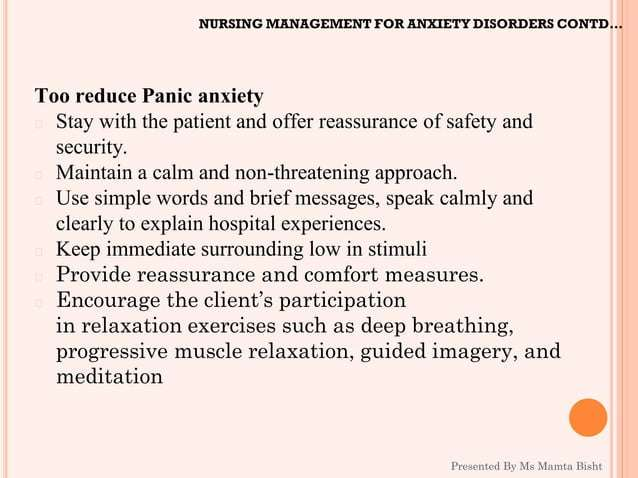 NURSING MANAGEMENT FOR ANXIETY DISORDERS CONTD...
Too reduce Panic anxiety
Stay with the patient and offer reassurance of safety and
security.
Maintain a calm and non-threatening approach.
Use simple words and brief messages, speak calmly and
clearly to explain hospital experiences.
Keep immediate surrounding low in stimuli
Provide reassurance and comfort measures.
Encourage the client’s participation
in relaxation exercises such as deep breathing,
progressive muscle relaxation, guided imagery, and
meditation
Presented By Ms Mamta Bisht